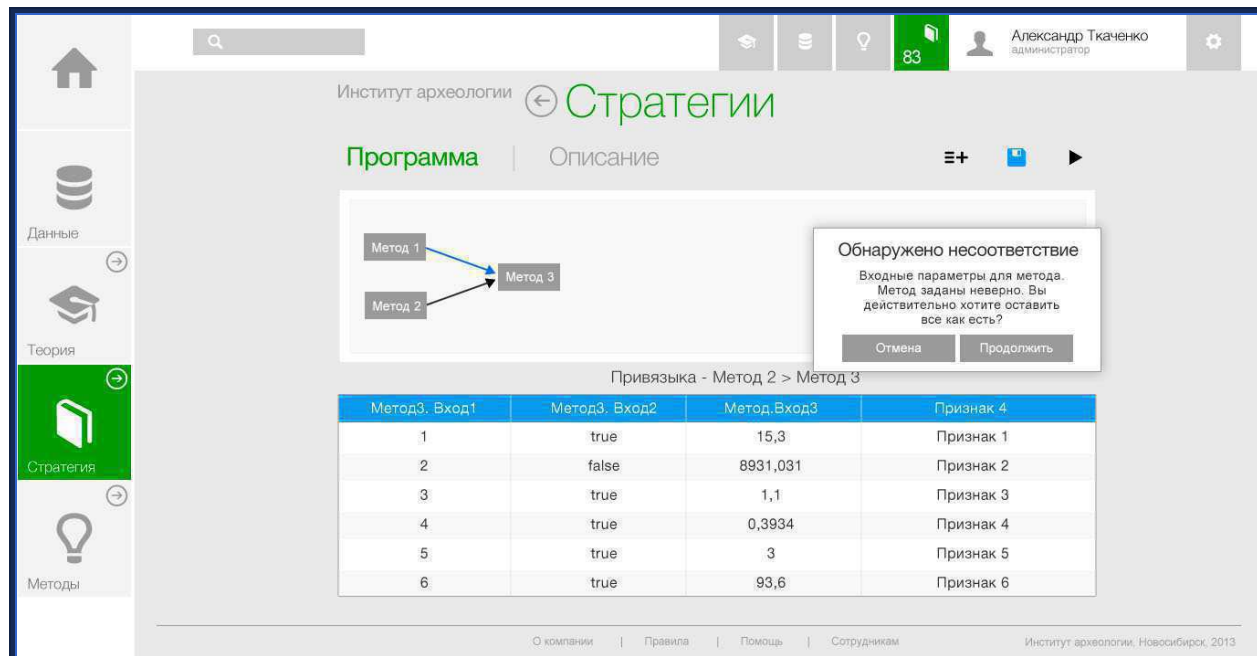 83
Александр Ткаченко
администратор
Институт археологии
Стратегии
Программа | Описание
Данные
Теория
Стратегия
Методы
Метод 1
Метод 3
Метод 2
Обнаружено несоответствие
Входные параметры для метода.
Метод заданы неверно. Вы
действительно хотите оставить
все как есть?
Отмена Продолжить
Привязыка - Метод 2 > Метод 3
Метод3. Вход1 Метод3. Вход2 Метод.Вход3 Признак 4
1 true 15,3 Признак 1
2 false 8931,031 Признак 2
3 true 1,1 Признак 3
4 true 0,3934 Признак 4
5 true 3 Признак 5
6 true 93,6 Признак 6
О компании | Правила | Помощь | Сотрудникам Институт археологии, Новосибирск, 2013